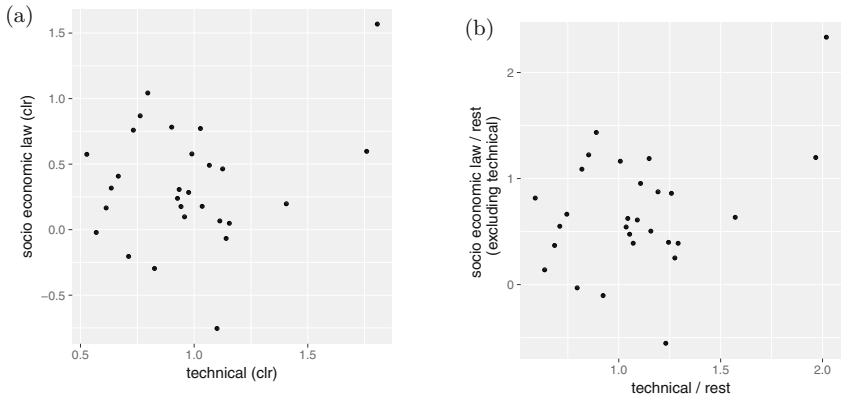 (a)
1.5
1.0
0.5
0.0
−0.5
socio economic law (clr)
0.5
1.0
1.5
technical (clr)
(b)
2
1
0
socio economic law / rest
(excluding technical)
1.0
1.5
2.0
technical / rest